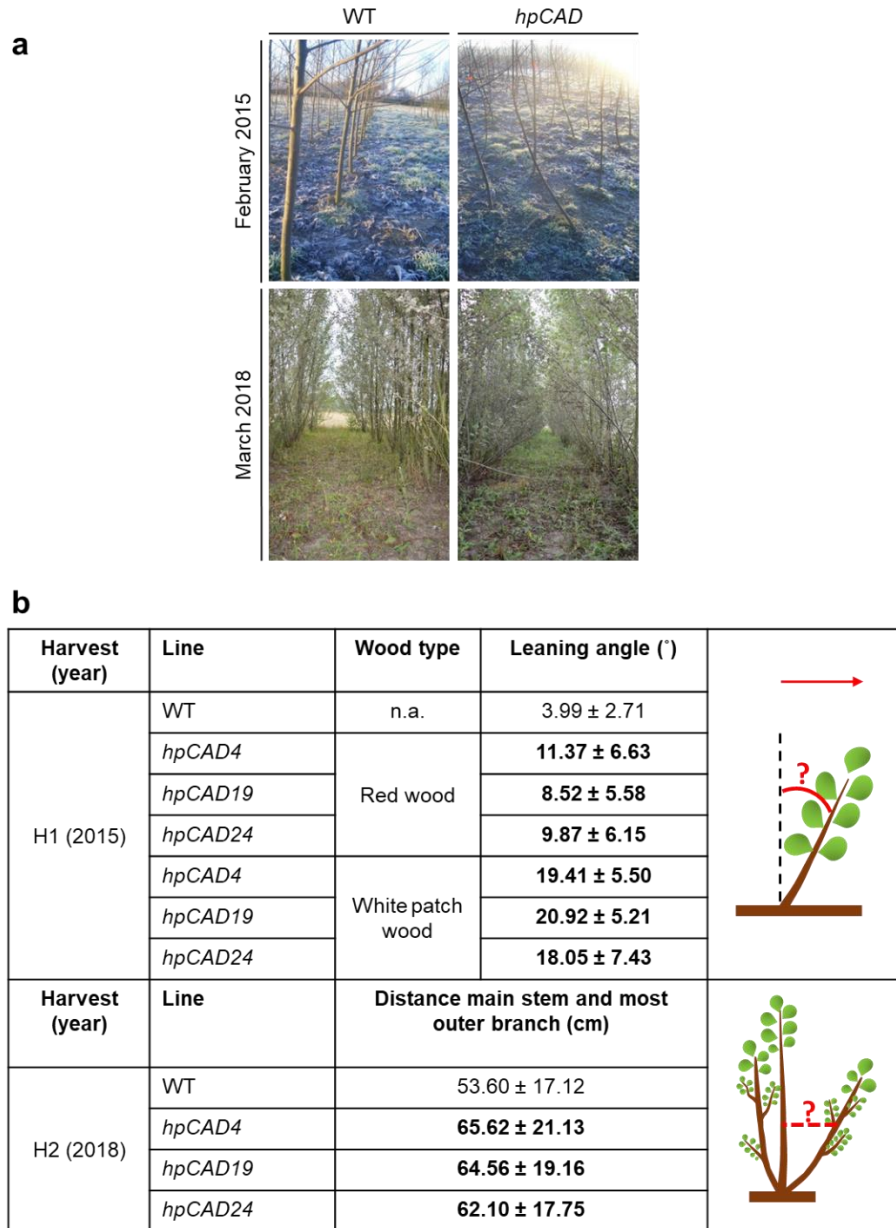 a
WT
hpCAD
February 2015
March 2018
b
Harvest (year)
Line
Wood type
Leaning angle (˚)
H1 (2015)
WT
n.a.
3.99 ± 2.71
hpCAD4
Red wood
11.37 ± 6.63
hpCAD19
8.52 ± 5.58
hpCAD24
9.87 ± 6.15
hpCAD4
White patch wood
19.41 ± 5.50
hpCAD19
20.92 ± 5.21
hpCAD24
18.05 ± 7.43
?
Harvest (year)
Line
Distance main stem and most outer branch (cm)
H2 (2018)
WT
53.60 ± 17.12
hpCAD4
65.62 ± 21.13
hpCAD19
64.56 ± 19.16
hpCAD24
62.10 ± 17.75
?